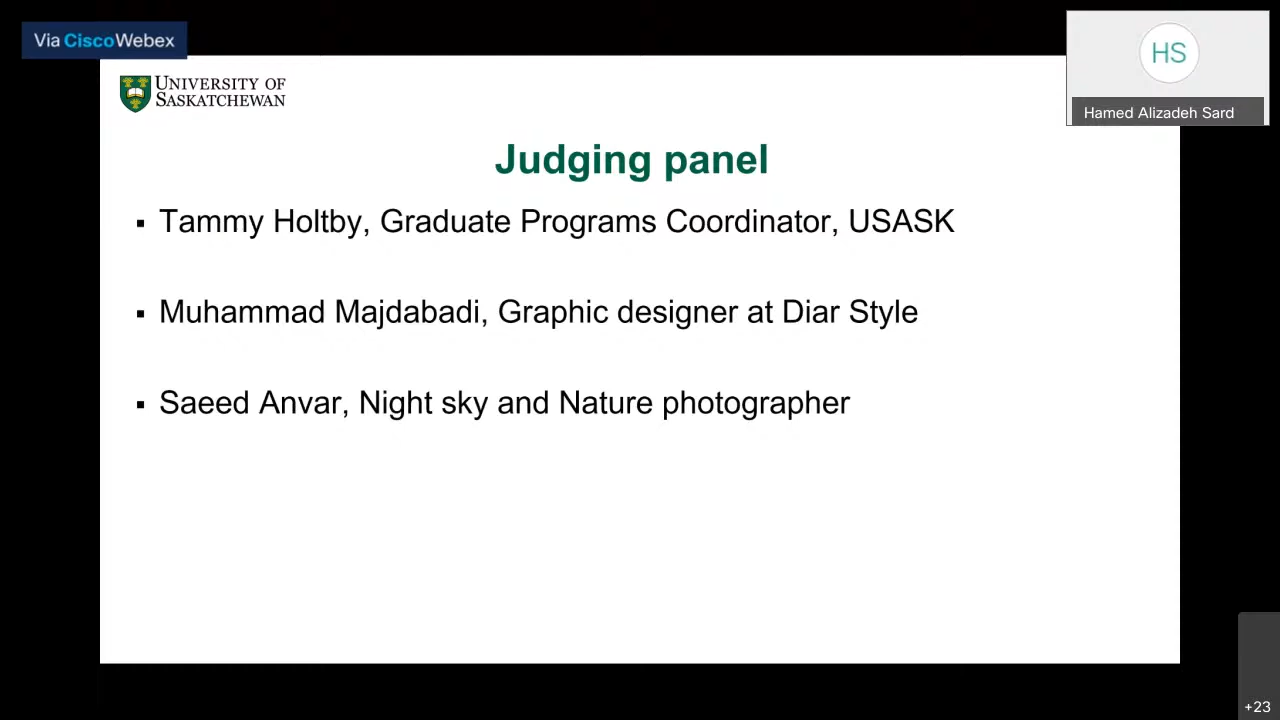 Via CiscoWebex
HS
Hamed Alizadeh Sard
UNIVERSITY OF
SASKATCHEWAN
Judging panel
▪ Tammy Holtby, Graduate Programs Coordinator, USASK
▪ Muhammad Majdabadi, Graphic designer at Diar Style
▪ Saeed Anvar, Night sky and Nature photographer
+23